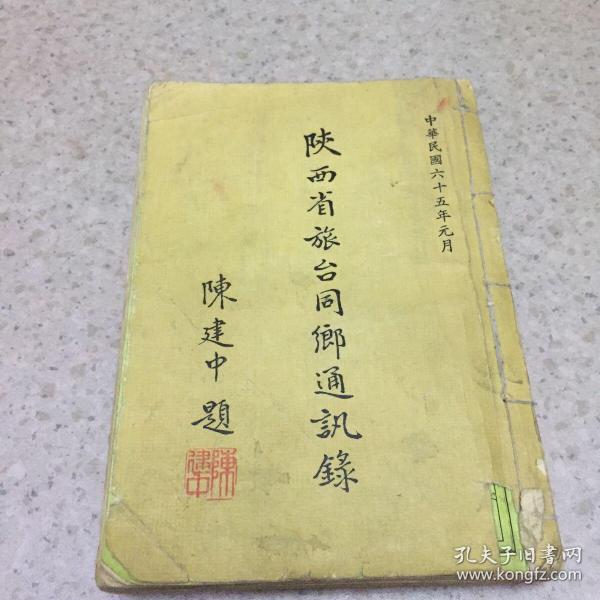 中華民國六十五年元月
陝西省旅台同鄉通訊錄
陳建中題
陳建中
孔夫子旧书网
www.kongfz.com